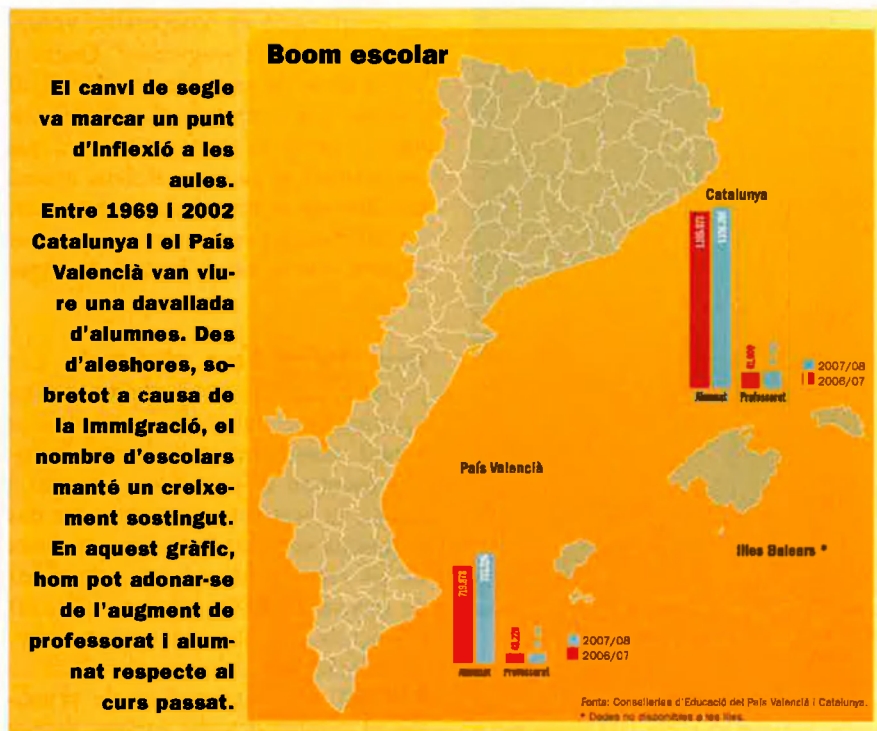 Boom escolar
El canvi de segle
va marcar un punt
d'inflexió a les
aules.
Entre 1969 i 2002
Catalunya i el País
Valencià van viu-
re una davallada
d'alumnes. Des
d'aleshores, so-
bretot a causa de
la immigració, el
nombre d'escolars
manté un creixe-
ment sostingut.
En aquest gràfic,
hom pot adonar-se
de l'augment de
professorat i alum-
nat respecte al
curs passat.
Catalunya
2007/08
2006/07
Alumnat Professorat
País Valencià
Illes Balears *
719.878
2007/08
2006/07
Alumnat Professorat
Fonts: Conselleries d'Educació del País Valencià i Catalunya.
* Dades no disponibles a les Illes.